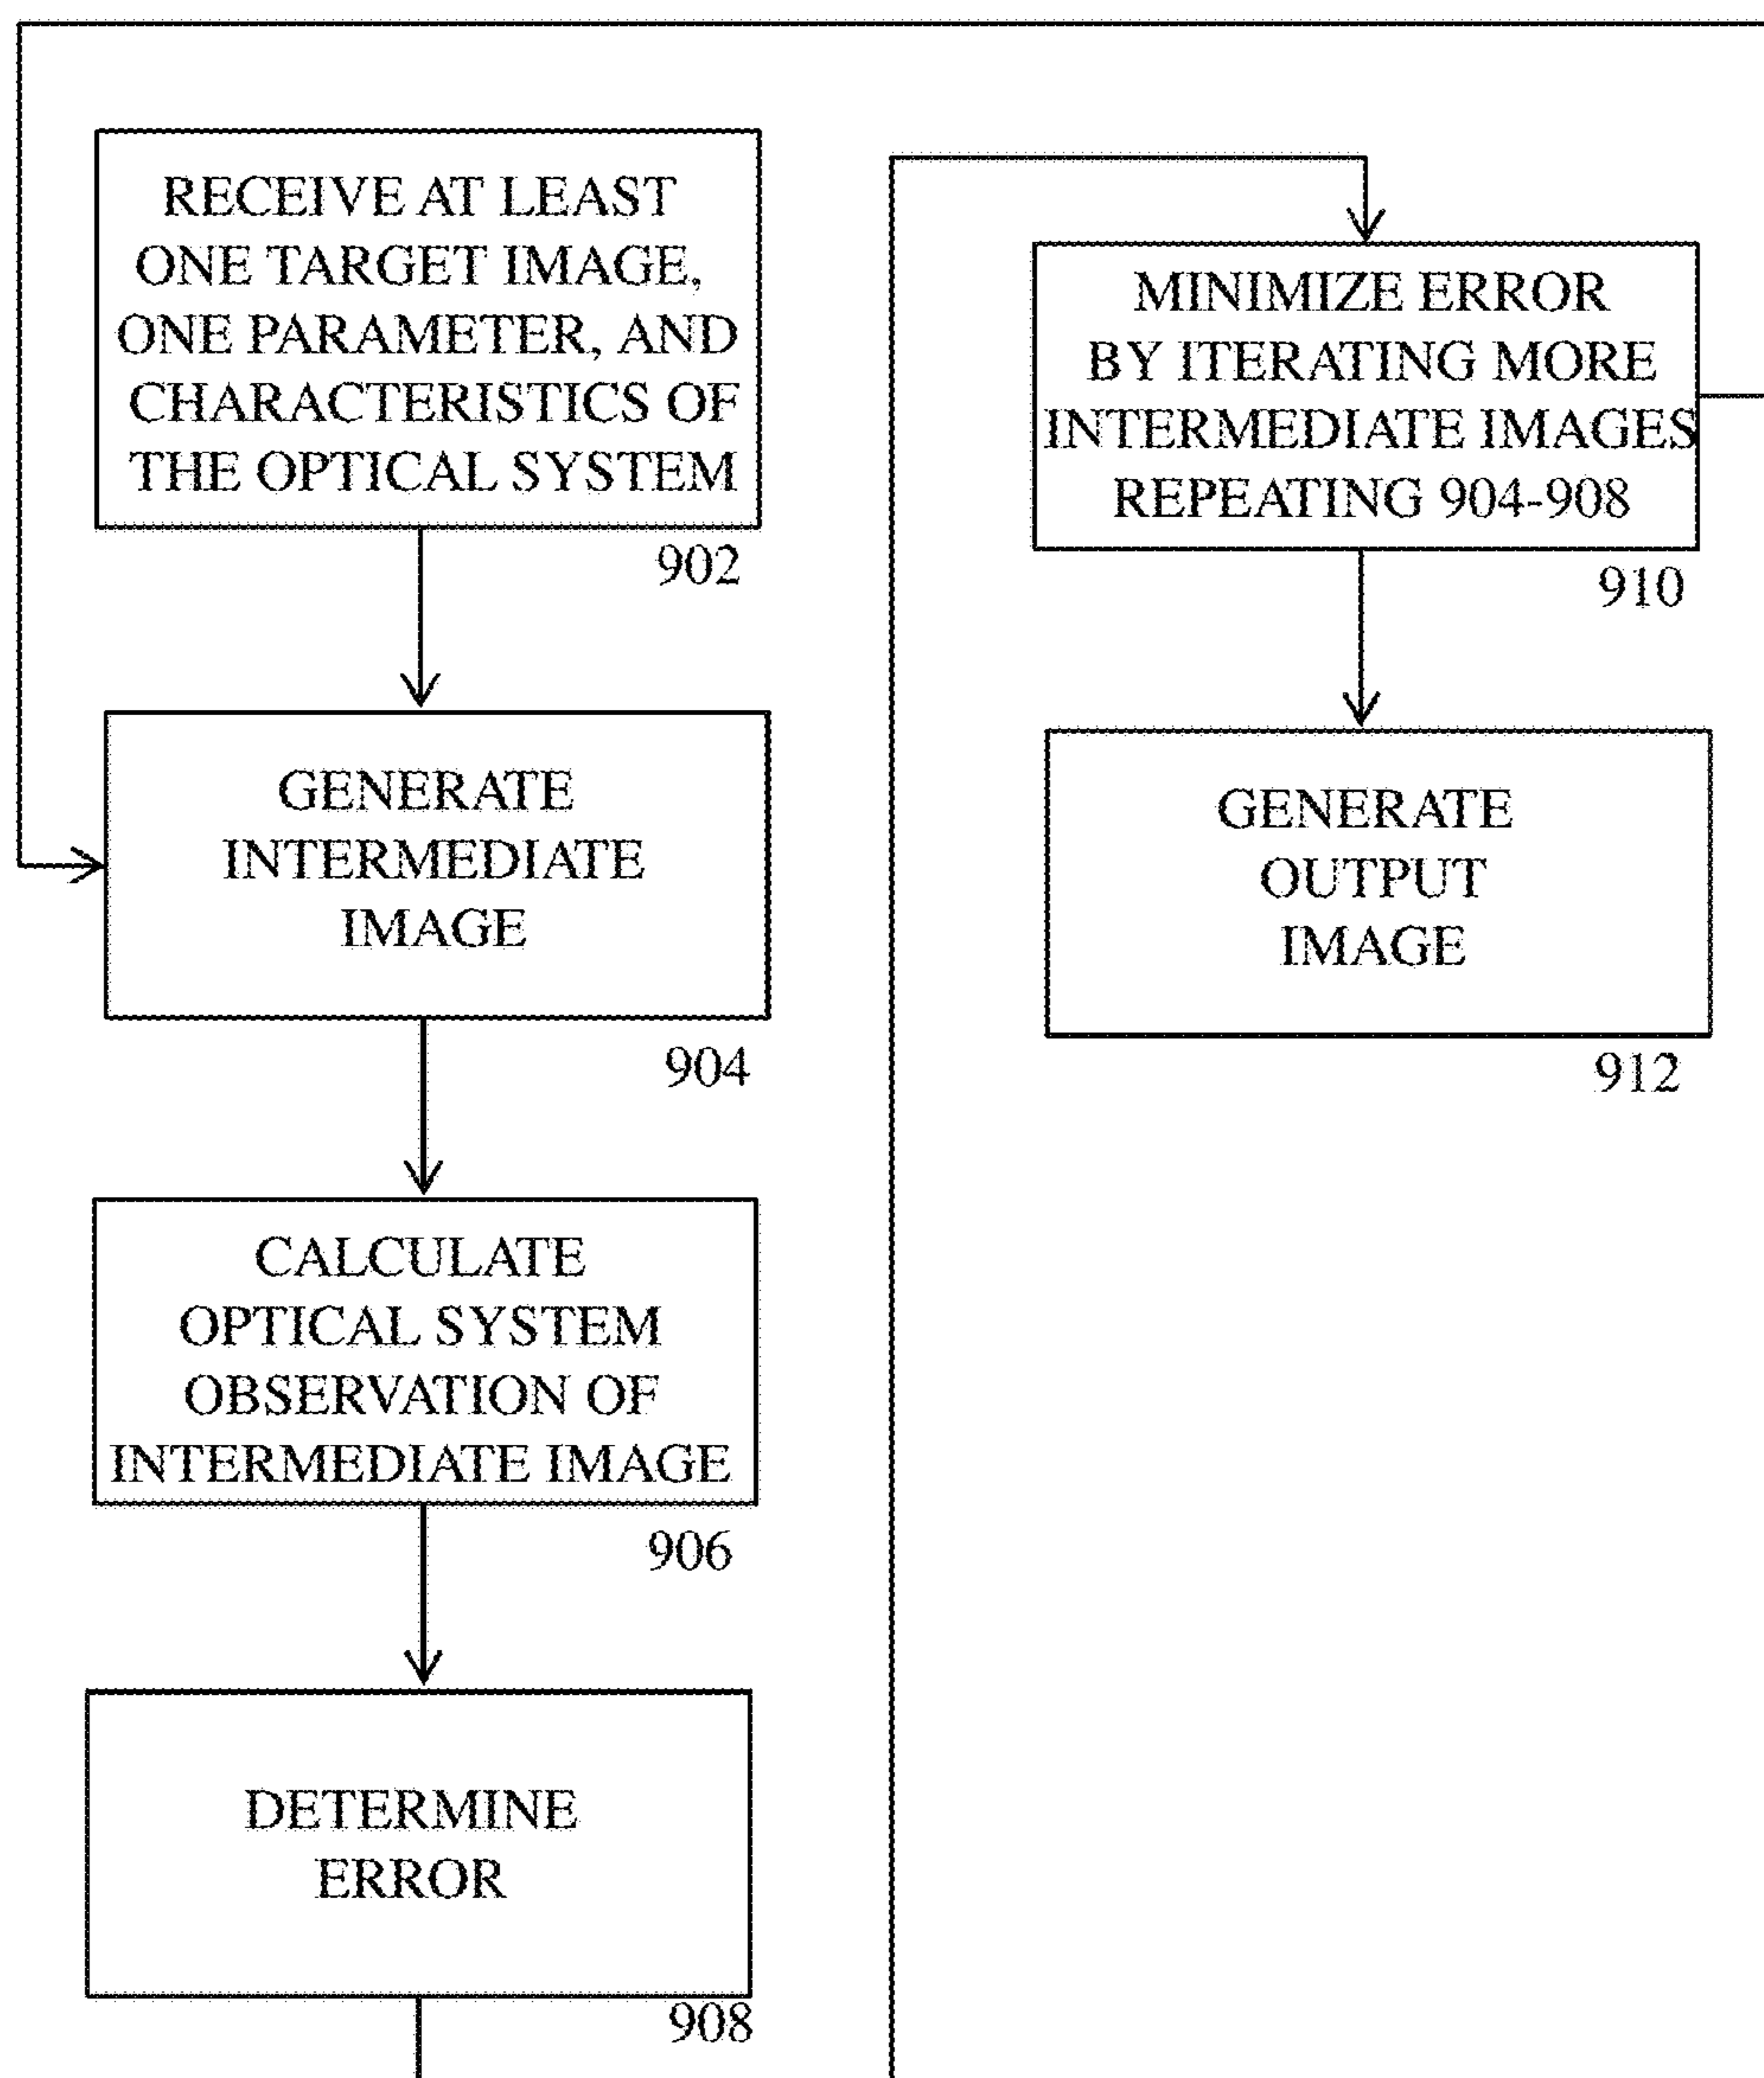 RECEIVE AT LEAST
ONE TARGET IMAGE,
ONE PARAMETER, AND
CHARACTERISTICS OF
THE OPTICAL SYSTEM
902
GENERATE
INTERMEDIATE
IMAGE
904
CALCULATE
OPTICAL SYSTEM
OBSERVATION OF
INTERMEDIATE IMAGE
906
DETERMINE
ERROR
908
MINIMIZE ERROR
BY ITERATING MORE
INTERMEDIATE IMAGES
REPEATING 904-908
910
GENERATE
OUTPUT
IMAGE
912